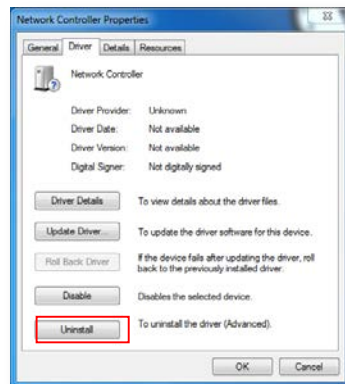 Network Controller Properties
General Driver Details Resources
Network Controller
Driver Provider: Unknown
Driver Date: Not available
Driver Version: Not available
Digital Signer: Not digitally signed
Driver Details To view details about the driver files.
Update Driver... To update the driver software for this device.
Roll Back Driver If the device fails after updating the driver, roll
back to the previously installed driver.
Disable Disables the selected device.
Uninstall To uninstall the driver (Advanced).
OK Cancel